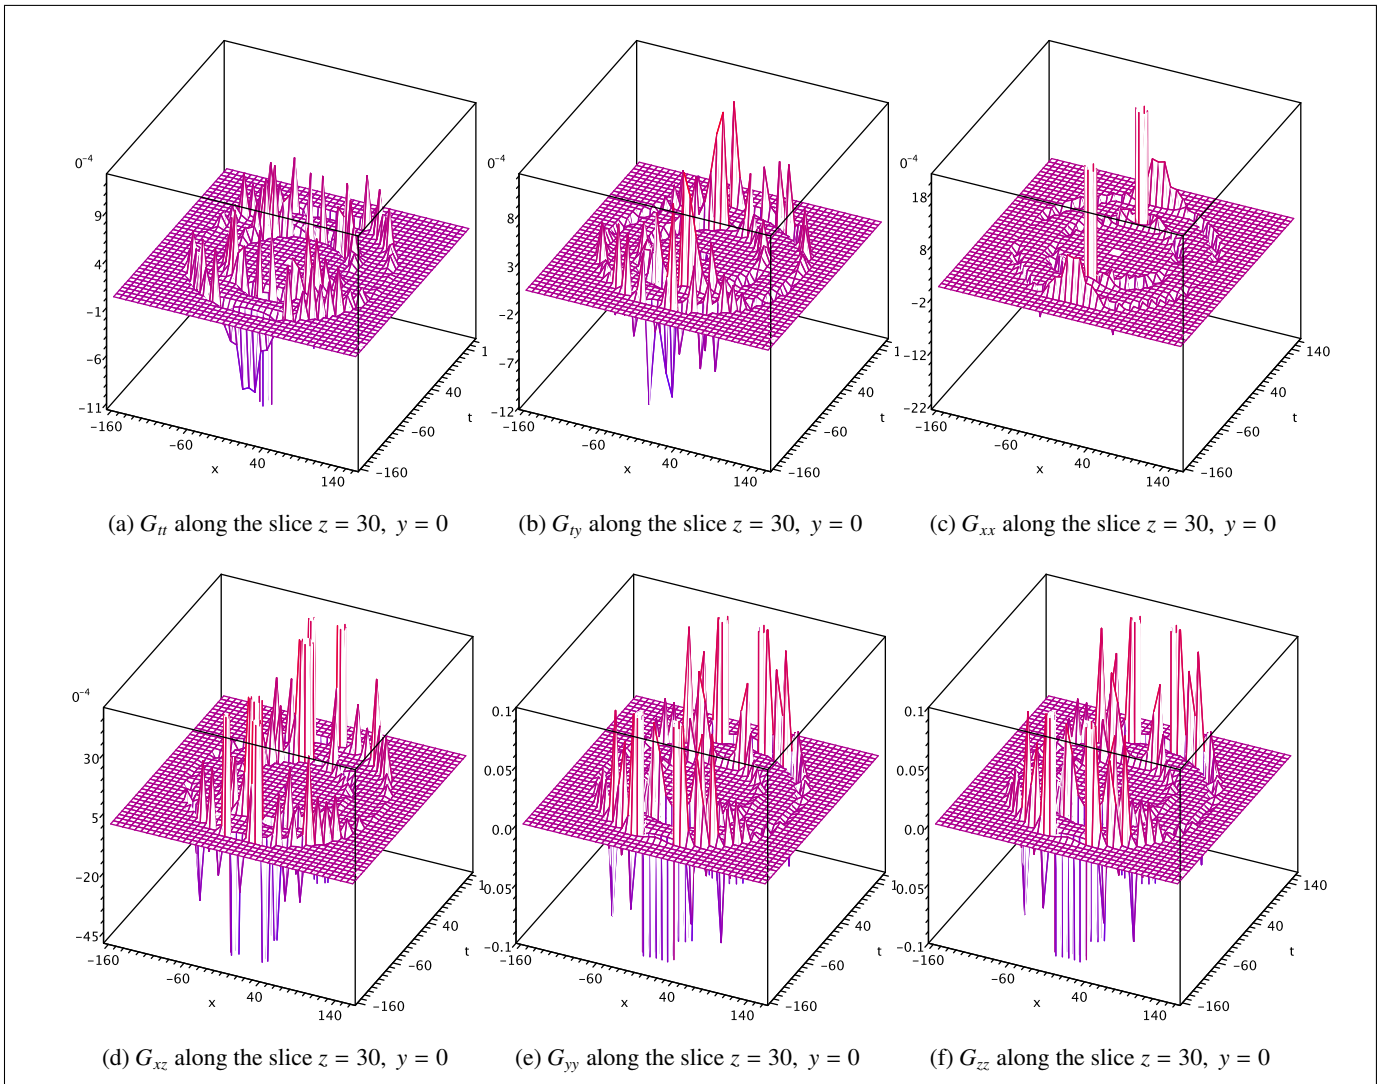 0⁻⁴ 0⁻⁴ 0⁻⁴
9 8 18
4 3 8
−1 −2 −2
−6 −7 −12
−11 −12 −22
1 1 140
40 40 40
t t t
−60 −60 −60
−160 −160 −160
−160 −160 −160
−60 −60 −60
x x x
40 40 40
140 140 140
(a) G_tt along the slice z = 30, y = 0 (b) G_ty along the slice z = 30, y = 0 (c) G_xx along the slice z = 30, y = 0
0⁻⁴ 0.1 0.1
30 0.05 0.05
5 0.0 0.0
−20 0.05 0.05
−45 −0.1 −0.1
1 1 140
40 40 40
t t t
−60 −60 −60
−160 −160 −160
−160 −160 −160
−60 −60 −60
x x x
40 40 40
140 140 140
(d) G_xz along the slice z = 30, y = 0 (e) G_yy along the slice z = 30, y = 0 (f) G_zz along the slice z = 30, y = 0